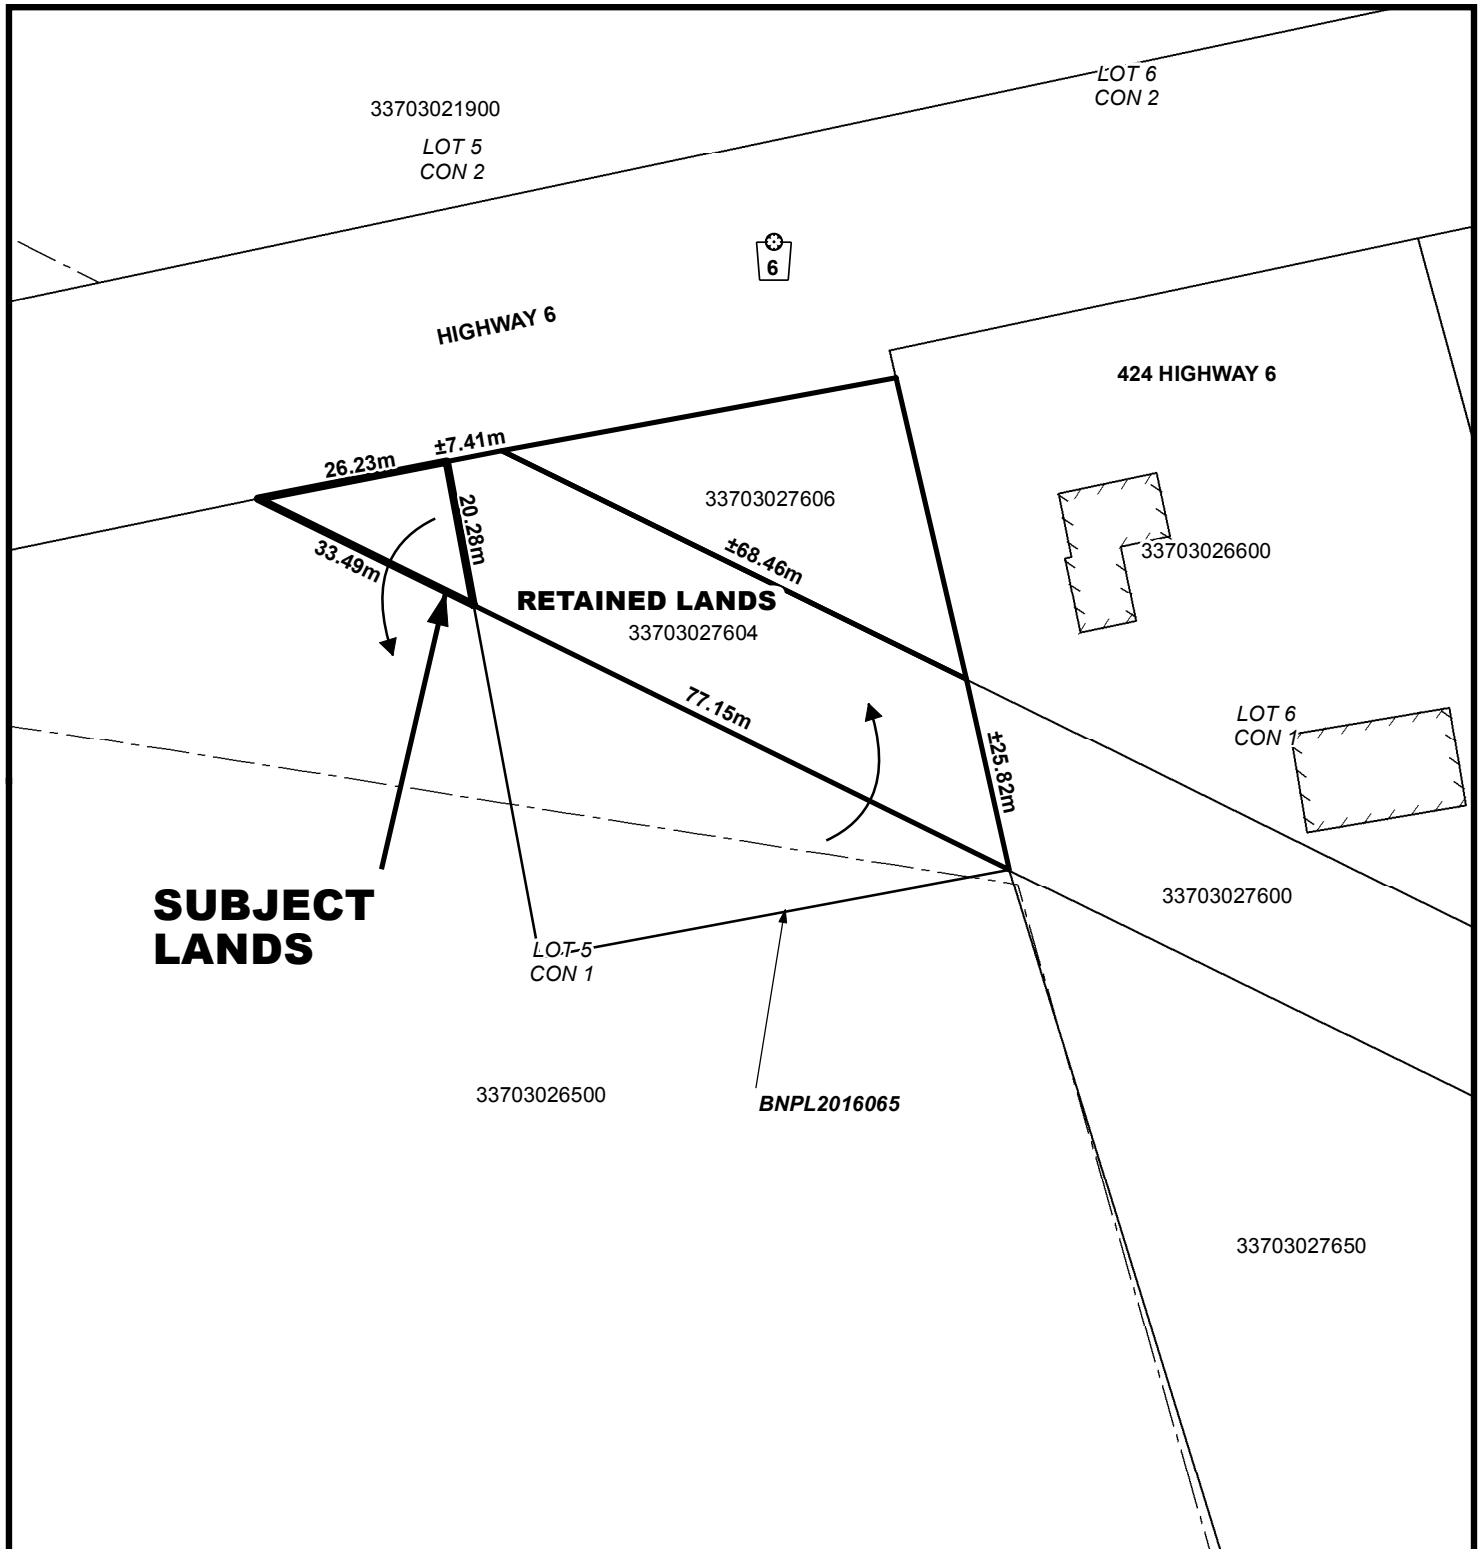 LOT 6
CON 2
33703021900
LOT 5
CON 2
6
HIGHWAY 6
424 HIGHWAY 6
±7.41m
26.23m
33703027606
20.28m
33703026600
±68.46m
33.49m
RETAINED LANDS
33703027604
77.15m
LOT 6
CON 1
±25.82m
SUBJECT
LANDS
33703027600
LOT 5
CON 1
33703026500
BNPL2016065
33703027650